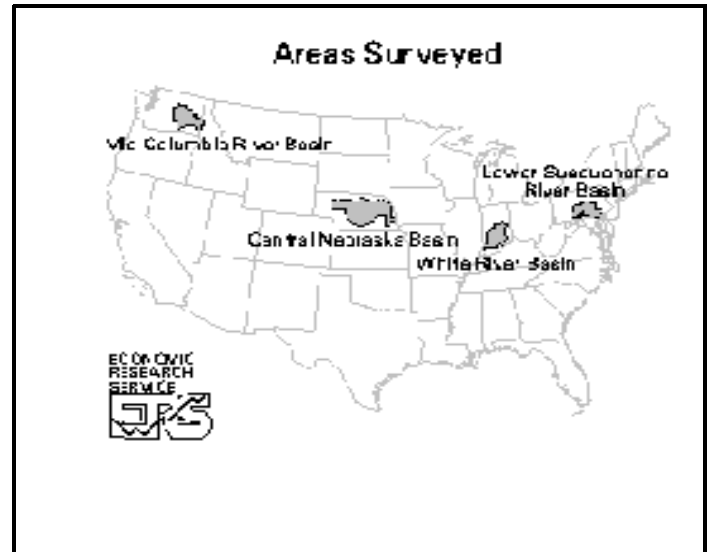 Areas Surveyed
Mid Columbia River Basin
Lower Susquehanna
River Basin
Central Nebraska Basin
White River Basin
ECONOMIC
RESEARCH
SERVICE